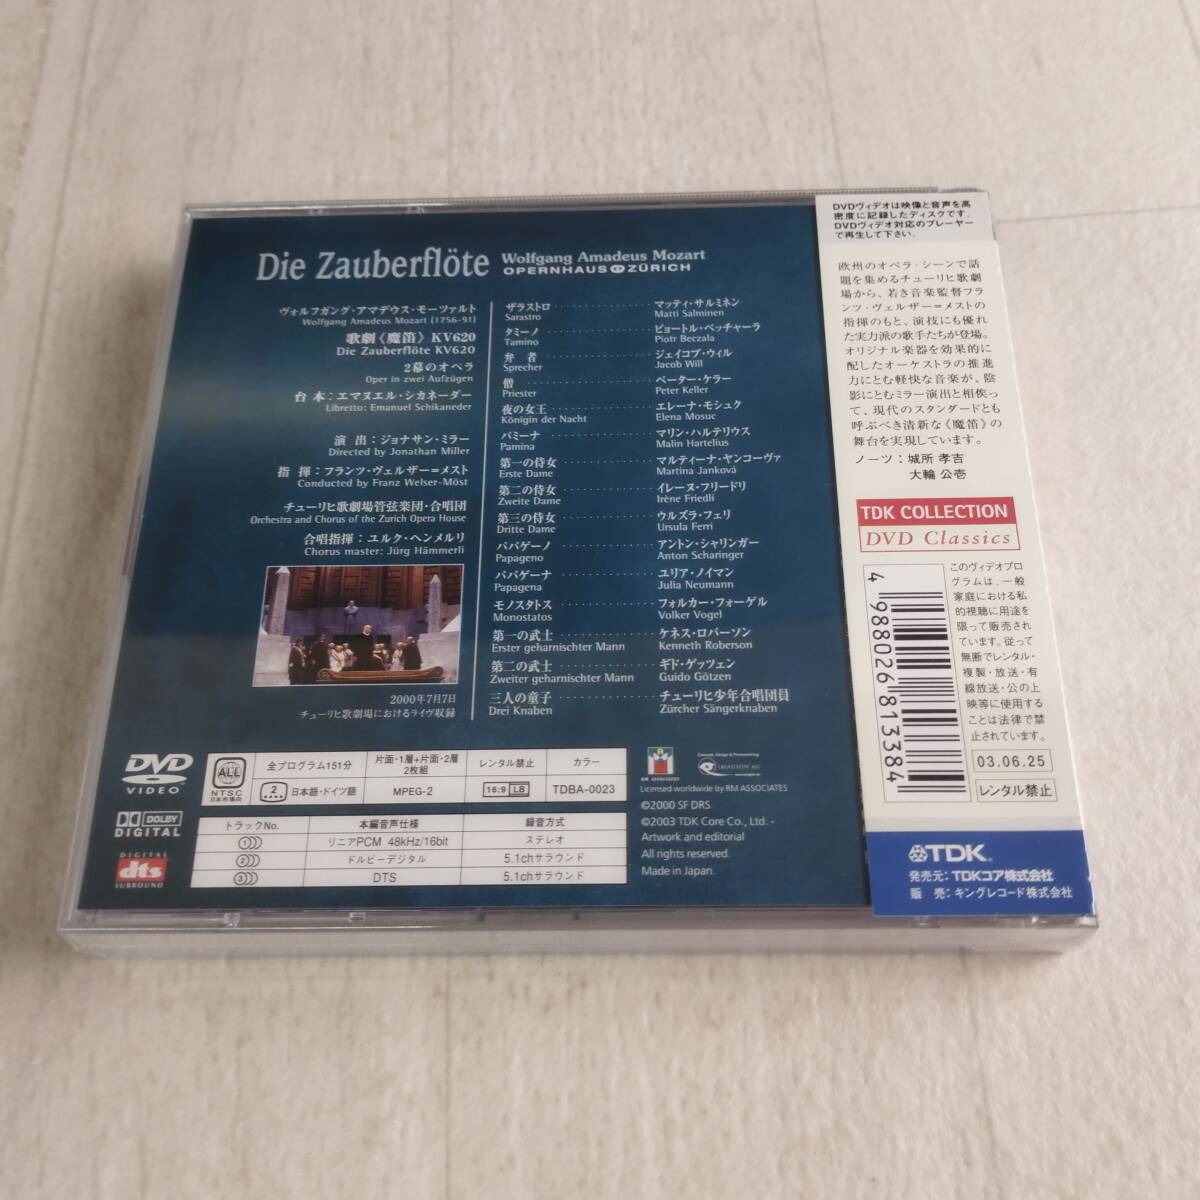 Die Zauberflöte
Wolfgang Amadeus Mozart
OPERNHAUS ZÜRICH
ヴォルフガング・アマデウス・モーツァルト
Wolfgang Amadeus Mozart (1756-91)
歌劇《魔笛》KV620
Die Zauberflöte KV620
2幕のオペラ
Oper in zwei Aufzügen
台 本：エマヌエル・シカネーダー
Libretto: Emanuel Schikaneder
演 出：ジョナサン・ミラー
Directed by Jonathan Miller
指 揮：フランツ・ヴェルザー=メスト
Conducted by Franz Welser-Möst
チューリヒ歌劇場管弦楽団・合唱団
Orchestra and Chorus of the Zurich Opera House
合唱指揮：ユルク・ヘンメルリ
Chorus master: Jürg Hämmerli
2000年7月7日
チューリヒ歌劇場におけるライヴ収録
ザラストロ ………… マッティ・サルミネン
Sarastro Matti Salminen
タミーノ ………… ピョートル・ベッチャーラ
Tamino Piotr Beczala
弁 者 ………… ジェイコブ・ウィル
Sprecher Jacob Will
僧 ………… ペーター・ケラー
Priester Peter Keller
夜の女王 ………… エレーナ・モシュク
Königin der Nacht Elena Mosuc
パミーナ ………… マリン・ハルテリウス
Pamina Malin Hartelius
第一の侍女 ………… マルティーナ・ヤンコーヴァ
Erste Dame Martina Janková
第二の侍女 ………… イレーヌ・フリードリ
Zweite Dame Irène Friedli
第三の侍女 ………… ウルズラ・フェリ
Dritte Dame Ursula Ferri
パパゲーノ ………… アントン・シャリンガー
Papageno Anton Scharinger
パパゲーナ ………… ユリア・ノイマン
Papagena Julia Neumann
モノスタトス ………… フォルカー・フォーゲル
Monostatos Volker Vogel
第一の武士 ………… ケネス・ロバーソン
Erster geharnischter Mann Kenneth Roberson
第二の武士 ………… ギド・ゲッツェン
Zweiter geharnischter Mann Guido Götzen
三人の童子 ………… チューリヒ少年合唱団員
Drei Knaben Zürcher Sängerknaben
DVD
VIDEO
ALL
NTSC
日本市場向
全プログラム151分
片面・1層+片面・2層
2枚組
レンタル禁止
カラー
2 日本語・ドイツ語
MPEG-2
16:9 LB
TDBA-0023
DOLBY
DIGITAL
DIGITAL
dts
SURROUND
トラックNo. 本編音声仕様 録音方式
1 リニアPCM 48kHz/16bit ステレオ
2 ドルビーデジタル 5.1chサラウンド
3 DTS 5.1chサラウンド
RM ASSOCIATES
IMAGION AG
Licensed worldwide by RM ASSOCIATES
©2000 SF DRS
©2003 TDK Core Co., Ltd. -
Artwork and editorial
All rights reserved.
Made in Japan.
DVDヴィデオは映像と音声を高
密度に記録したディスクです。
DVDヴィデオ対応のプレーヤー
で再生して下さい。
欧州のオペラ・シーンで話
題を集めるチューリヒ歌劇
場から、若き音楽監督フラ
ンツ・ヴェルザー=メストの
指揮のもと、演技にも優れ
た実力派の歌手たちが登場。
オリジナル楽器を効果的に
配したオーケストラの推進
力にとむ軽快な音楽が、陰
影にとむミラー演出と相俟っ
て、現代のスタンダードとも
呼ぶべき清新な《魔笛》の
舞台を実現しています。
ノーツ：城所 孝吉
大輪 公壱
TDK COLLECTION
DVD Classics
4 988026 813384
このヴィデオプロ
グラムは、一般
家庭における私
的視聴に用途を
限って販売され
ています。従って
無断でレンタル・
複製・放送・有
線放送・公の上
映等に使用する
ことは法律で禁
止されています。
03.06.25
レンタル禁止
TDK
発売元：TDKコア株式会社
販 売：キングレコード株式会社